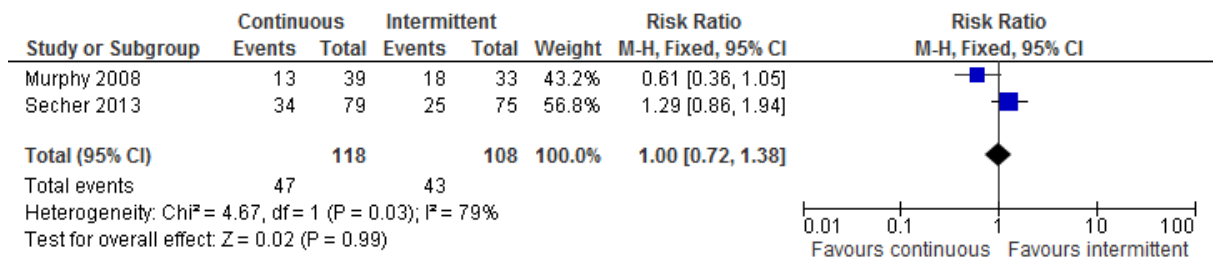 Continuous Intermittent Risk Ratio Risk Ratio
Study or Subgroup Events Total Events Total Weight M-H, Fixed, 95% CI M-H, Fixed, 95% CI
Murphy 2008 13 39 18 33 43.2% 0.61 [0.36, 1.05]
Secher 2013 34 79 25 75 56.8% 1.29 [0.86, 1.94]
Total (95% CI) 118 108 100.0% 1.00 [0.72, 1.38]
Total events 47 43
Heterogeneity: Chi² = 4.67, df = 1 (P = 0.03); I² = 79%
Test for overall effect: Z = 0.02 (P = 0.99)
0.01 0.1 1 10 100
Favours continuous Favours intermittent